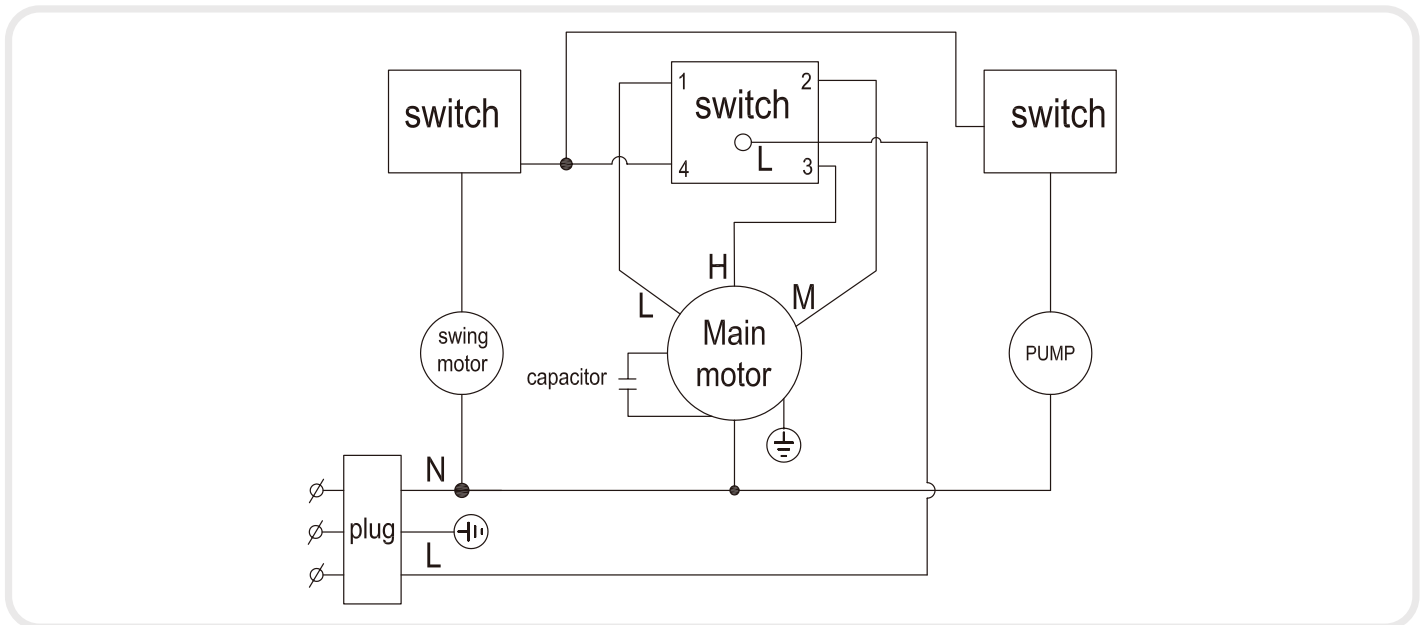 switch
1
switch
2
L
4
3
switch
H
L
M
swing
motor
Main
motor
PUMP
capacitor
N
plug
L